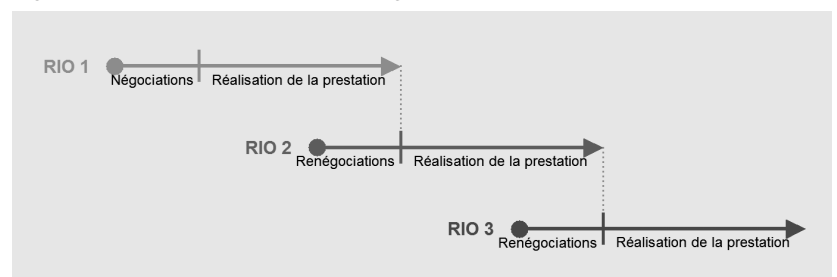 RIO 1
Négociations
Réalisation de la prestation
RIO 2
Renégociations
Réalisation de la prestation
RIO 3
Renégociations
Réalisation de la prestation